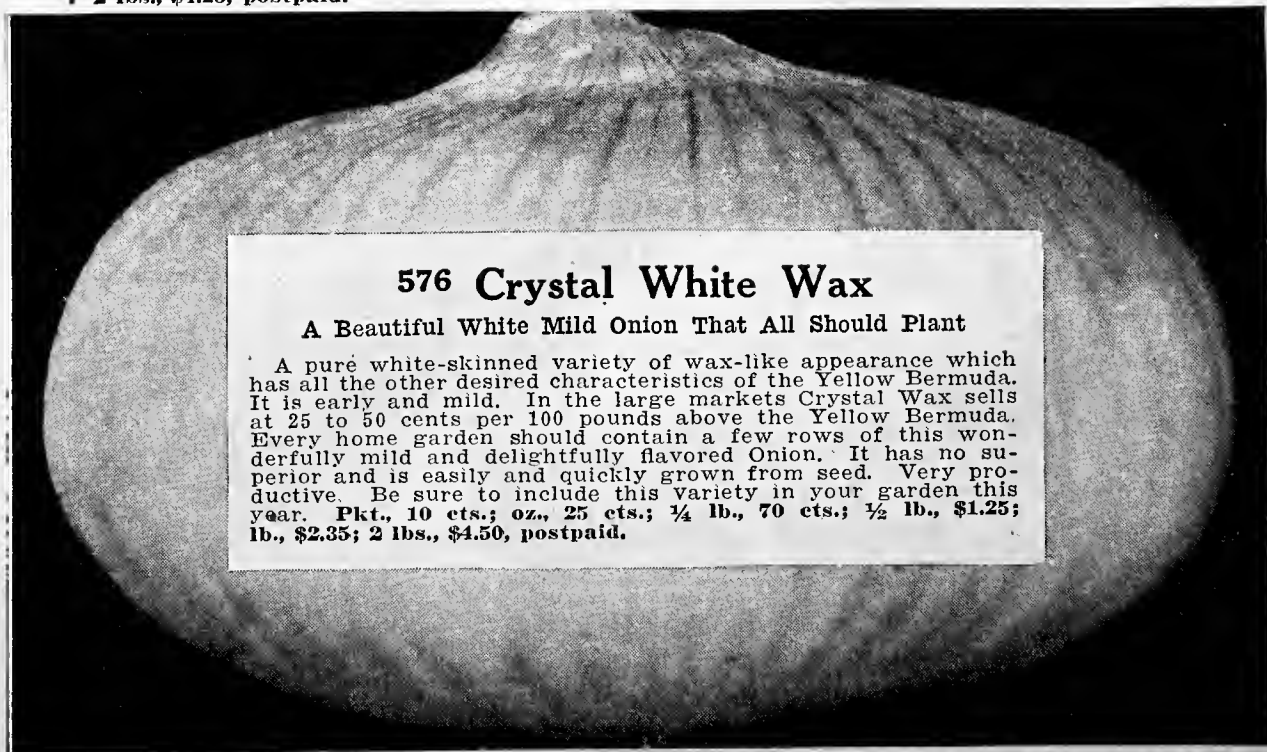 2 lbs., $4.25, postpaid.
576 Crystal White Wax
A Beautiful White Mild Onion That All Should Plant
A pure white-skinned variety of wax-like appearance which
has all the other desired characteristics of the Yellow Bermuda.
It is early and mild. In the large markets Crystal Wax sells
at 25 to 50 cents per 100 pounds above the Yellow Bermuda.
Every home garden should contain a few rows of this won-
derfully mild and delightfully flavored Onion. It has no su-
perior and is easily and quickly grown from seed. Very pro-
ductive. Be sure to include this variety in your garden this
year. Pkt., 10 cts.; oz., 25 cts.; ¼ lb., 70 cts.; ½ lb., $1.25;
lb., $2.35; 2 lbs., $4.50, postpaid.